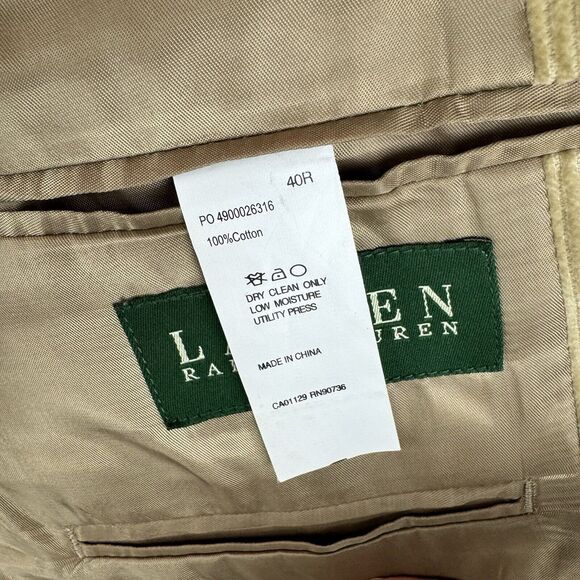 40R
PO 4900026316
100%Cotton
DRY CLEAN ONLY
LOW MOISTURE
UTILITY PRESS
MADE IN CHINA
CA01129 RN90736